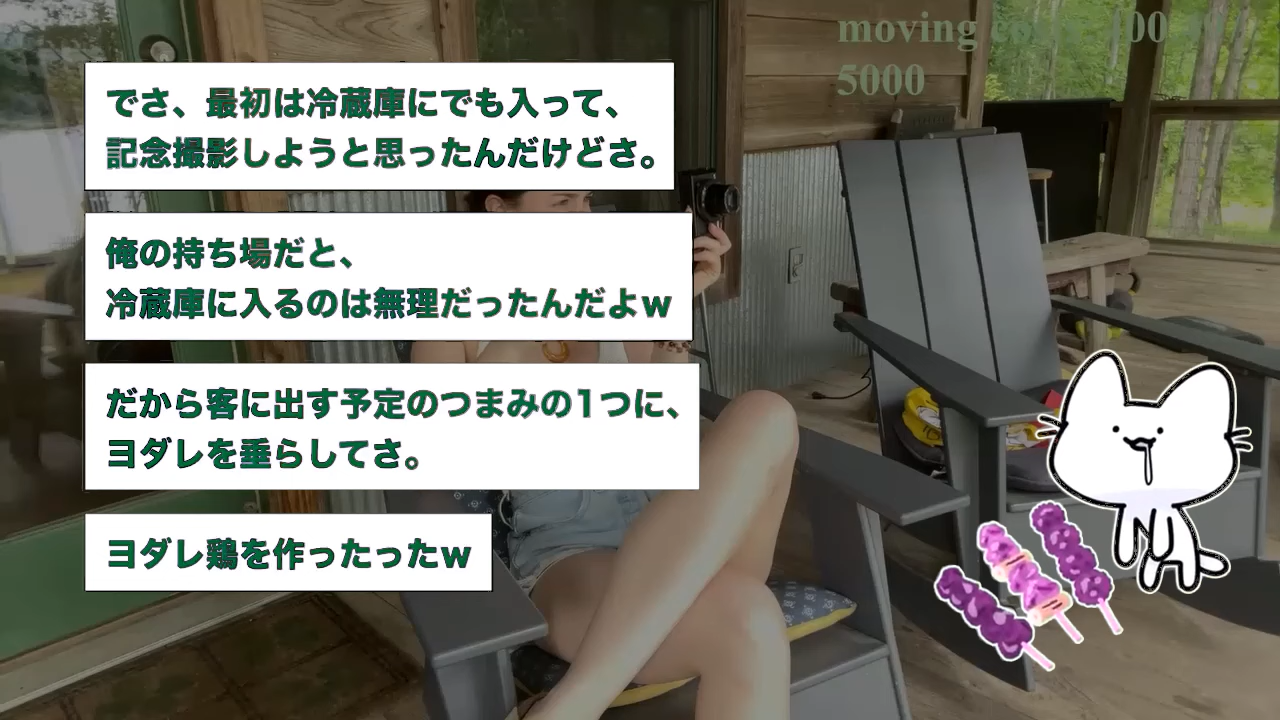 moving
5000
でさ、最初は冷蔵庫にでも入って、
記念撮影しようと思ったんだけどさ。
俺の持ち場だと、
冷蔵庫に入るのは無理だったんだよw
だから客に出す予定のつまみの1つに、
ヨダレを垂らしてさ。
ヨダレ鶏を作ったったw